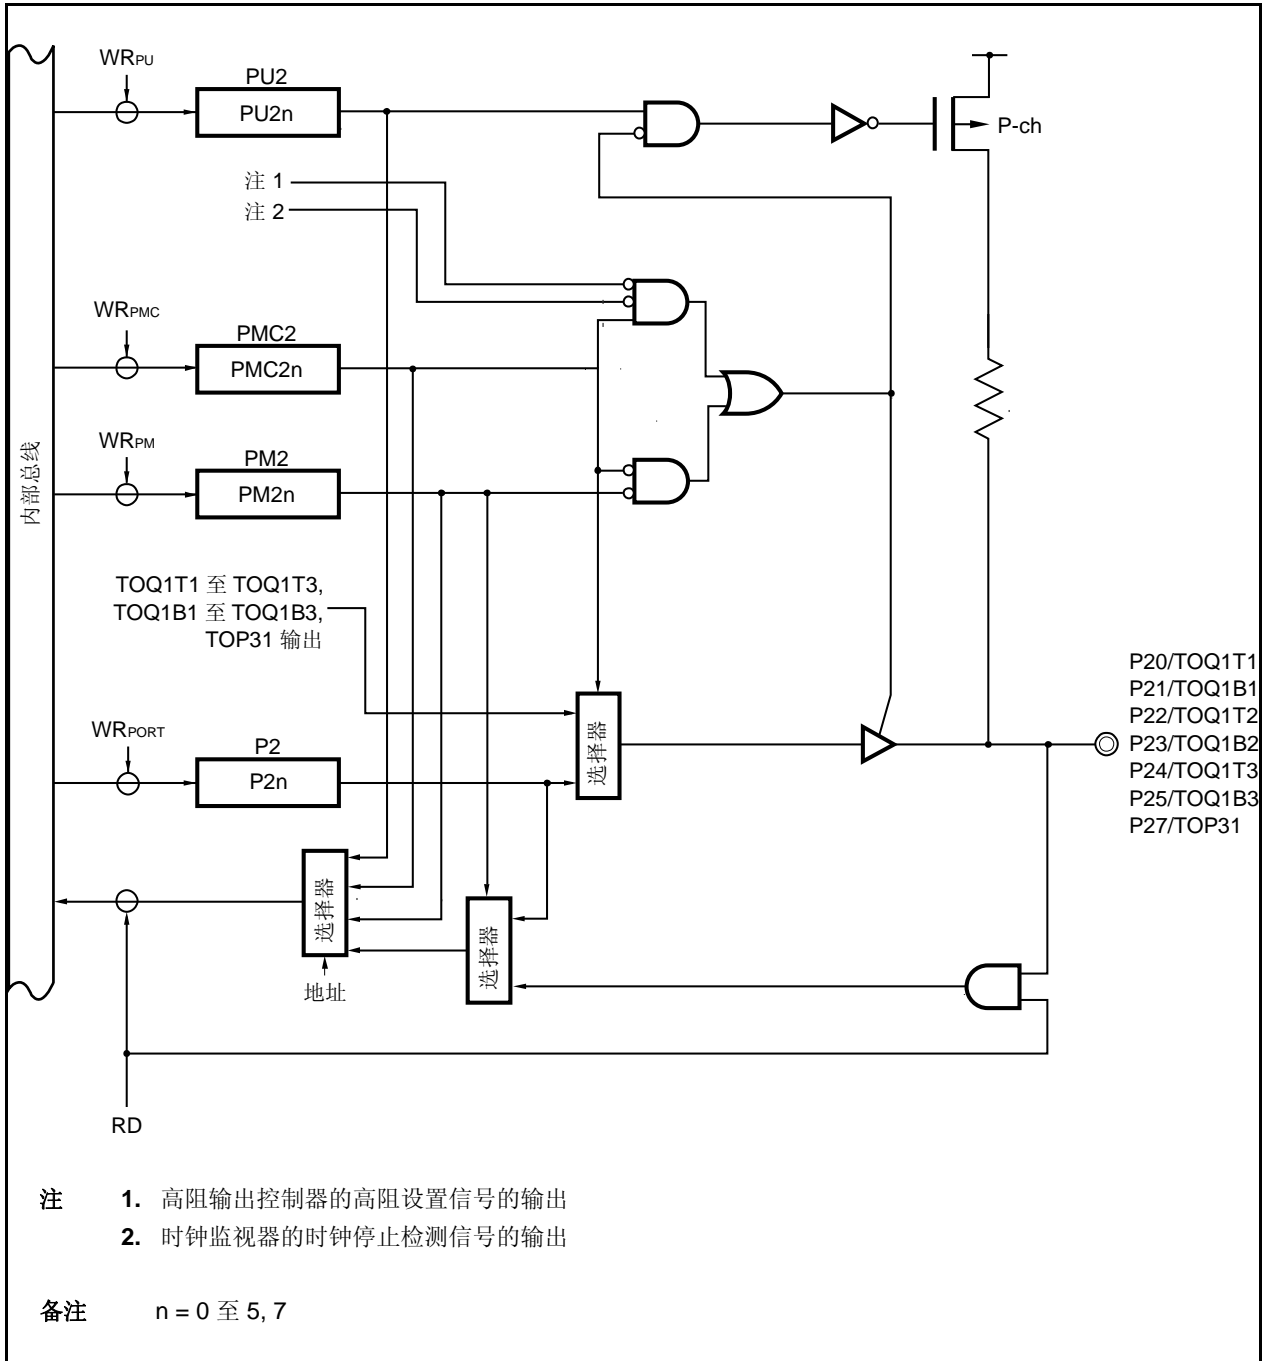 WRPU
PU2
PU2n
P-ch
注 1
注 2
WRPMC
PMC2
PMC2n
WRPM
PM2
PM2n
内部总线
TOQ1T1 至 TOQ1T3,
TOQ1B1 至 TOQ1B3,
TOP31 输出
选择器
WRPORT
P2
P2n
P20/TOQ1T1
P21/TOQ1B1
P22/TOQ1T2
P23/TOQ1B2
P24/TOQ1T3
P25/TOQ1B3
P27/TOP31
选择器
选择器
地址
RD
注 1. 高阻输出控制器的高阻设置信号的输出
2. 时钟监视器的时钟停止检测信号的输出
备注 n = 0 至 5, 7